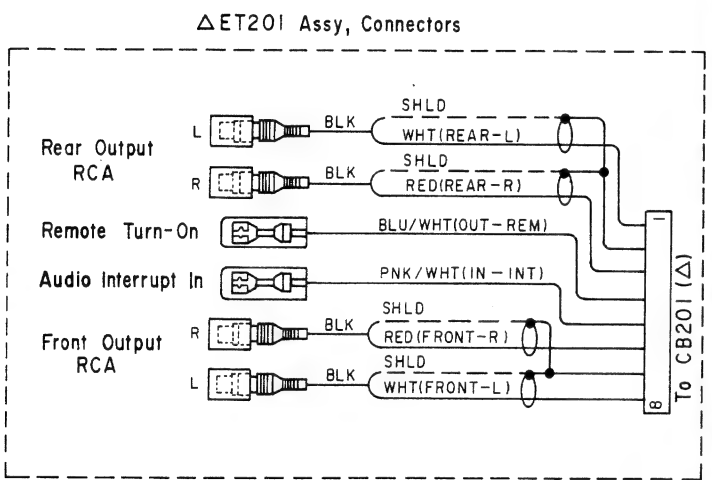 △ET201 Assy, Connectors
Rear Output
RCA
L
BLK
SHLD
WHT(REAR-L)
R
BLK
SHLD
RED(REAR-R)
Remote Turn-On
BLU/WHT(OUT-REM)
Audio Interrupt In
PNK/WHT(IN-INT)
Front Output
RCA
R
BLK
SHLD
RED(FRONT-R)
L
BLK
SHLD
WHT(FRONT-L)
1
8
To CB201 (△)